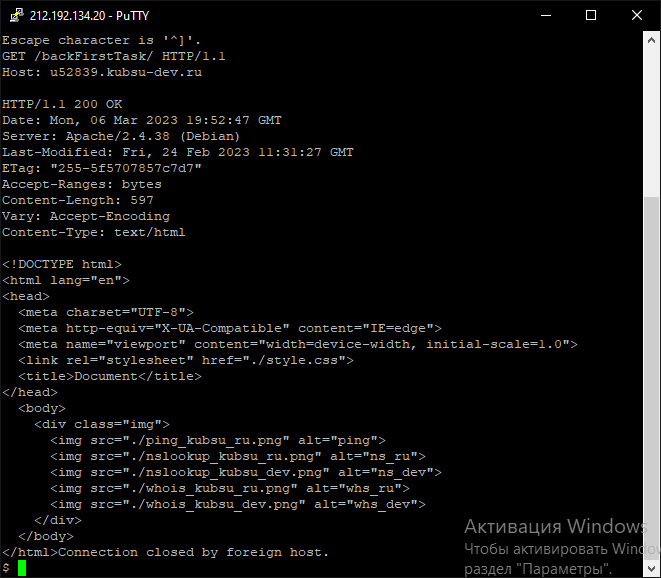 212.192.134.20 - PuTTY
Escape character is '^]'.
GET /backFirstTask/ HTTP/1.1
Host: u52839.kubsu-dev.ru

HTTP/1.1 200 OK
Date: Mon, 06 Mar 2023 19:52:47 GMT
Server: Apache/2.4.38 (Debian)
Last-Modified: Fri, 24 Feb 2023 11:31:27 GMT
ETag: "255-5f5707857c7d7"
Accept-Ranges: bytes
Content-Length: 597
Vary: Accept-Encoding
Content-Type: text/html

<!DOCTYPE html>
<html lang="en">
<head>
  <meta charset="UTF-8">
  <meta http-equiv="X-UA-Compatible" content="IE=edge">
  <meta name="viewport" content="width=device-width, initial-scale=1.0">
  <link rel="stylesheet" href="./style.css">
  <title>Document</title>
</head>
  <body>
    <div class="img">
      <img src="./ping_kubsu_ru.png" alt="ping">
      <img src="./nslookup_kubsu_ru.png" alt="ns_ru">
      <img src="./nslookup_kubsu_dev.png" alt="ns_dev">
      <img src="./whois_kubsu_ru.png" alt="whs_ru">
      <img src="./whois_kubsu_dev.png" alt="whs_dev">
    </div>
  </body>
</html>Connection closed by foreign host.
$
Активация Windows
Чтобы активировать Windo
раздел "Параметры".